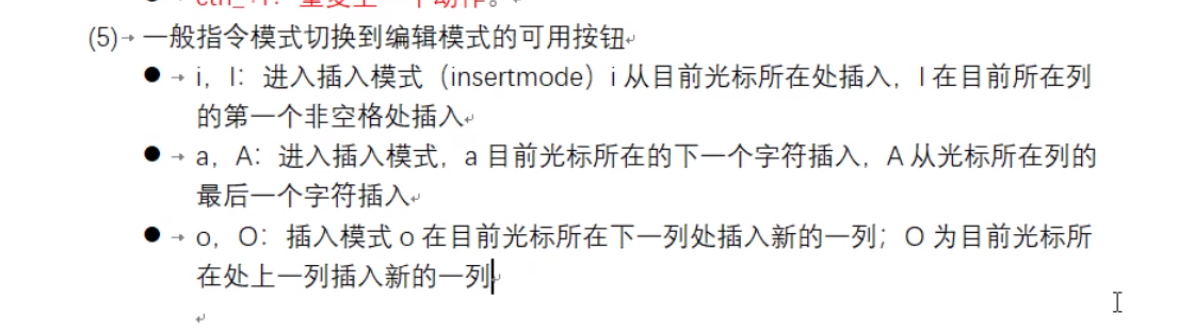 (5) 一般指令模式切换到编辑模式的可用按钮
● i，I：进入插入模式（insertmode）i 从目前光标所在处插入，I 在目前所在列
的第一个非空格处插入
● a，A：进入插入模式，a 目前光标所在的下一个字符插入，A 从光标所在列的
最后一个字符插入
● o，O：插入模式 o 在目前光标所在下一列处插入新的一列；O 为目前光标所
在处上一列插入新的一列